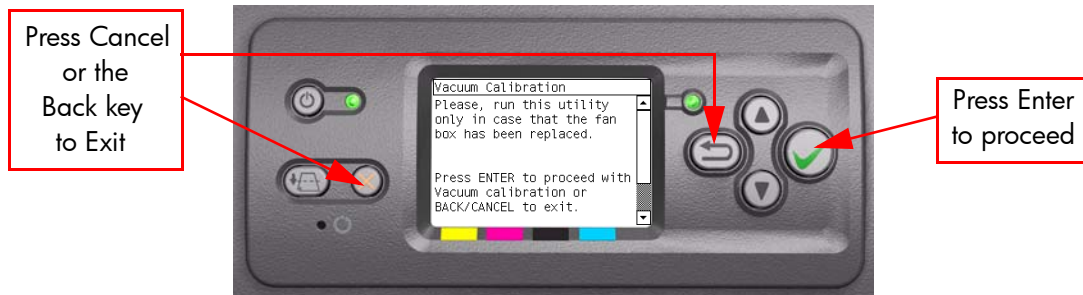 Press Cancel
or the
Back key
to Exit
Vacuum Calibration
Please, run this utility
only in case that the fan
box has been replaced.
Press ENTER to proceed with
Vacuum calibration or
BACK/CANCEL to exit.
Press Enter
to proceed